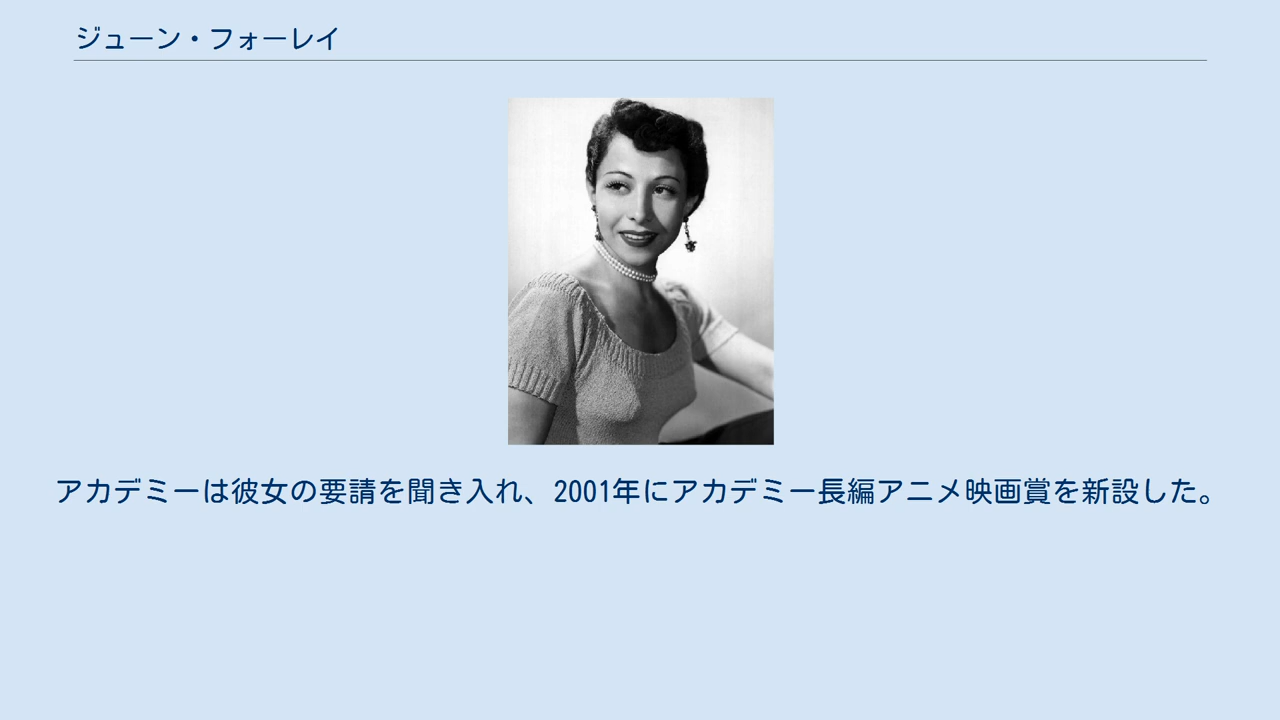 ジューン・フォーレイ
アカデミーは彼女の要請を聞き入れ、2001年にアカデミー長編アニメ映画賞を新設した。